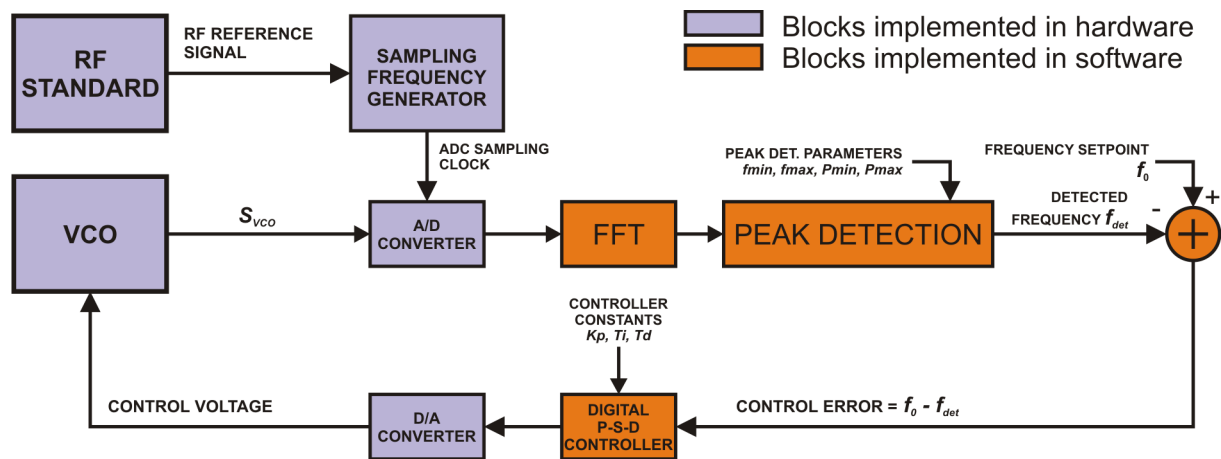 RF REFERENCE
SIGNAL
RF
STANDARD
SAMPLING
FREQUENCY
GENERATOR
Blocks implemented in hardware
Blocks implemented in software
ADC SAMPLING
CLOCK
PEAK DET. PARAMETERS
fmin, fmax, Pmin, Pmax
FREQUENCY SETPOINT
f0
VCO
SVCO
A/D
CONVERTER
FFT
PEAK DETECTION
DETECTED
FREQUENCY fdet
-
+
+
CONTROLLER
CONSTANTS
Kp, Ti, Td
CONTROL VOLTAGE
D/A
CONVERTER
DIGITAL
P-S-D
CONTROLLER
CONTROL ERROR = f0 - fdet